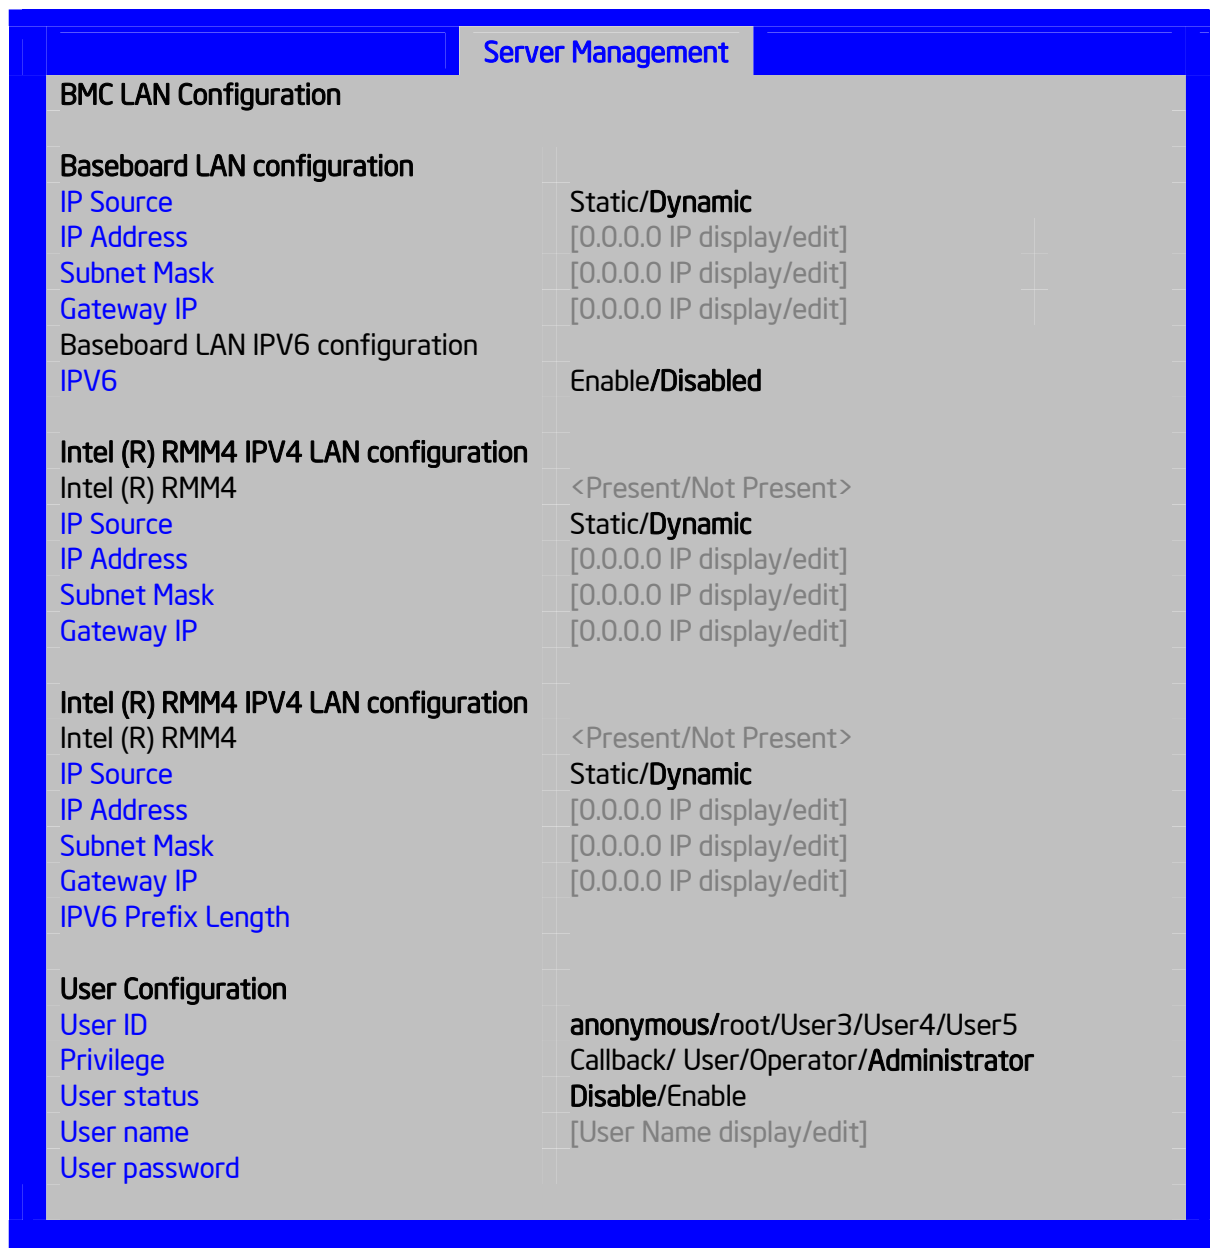 Server Management
BMC LAN Configuration
Baseboard LAN configuration
IP Source Static/Dynamic
IP Address [0.0.0.0 IP display/edit]
Subnet Mask [0.0.0.0 IP display/edit]
Gateway IP [0.0.0.0 IP display/edit]
Baseboard LAN IPV6 configuration
IPV6 Enable/Disabled
Intel (R) RMM4 IPV4 LAN configuration
Intel (R) RMM4 <Present/Not Present>
IP Source Static/Dynamic
IP Address [0.0.0.0 IP display/edit]
Subnet Mask [0.0.0.0 IP display/edit]
Gateway IP [0.0.0.0 IP display/edit]
Intel (R) RMM4 IPV4 LAN configuration
Intel (R) RMM4 <Present/Not Present>
IP Source Static/Dynamic
IP Address [0.0.0.0 IP display/edit]
Subnet Mask [0.0.0.0 IP display/edit]
Gateway IP [0.0.0.0 IP display/edit]
IPV6 Prefix Length
User Configuration
User ID anonymous/root/User3/User4/User5
Privilege Callback/ User/Operator/Administrator
User status Disable/Enable
User name [User Name display/edit]
User password